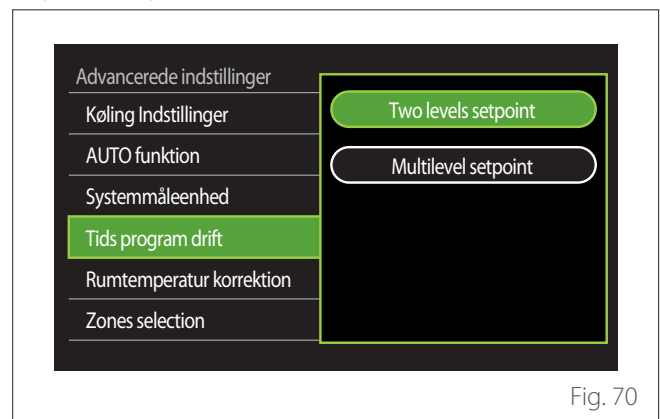 Advancerede indstillinger
Køling Indstillinger
AUTO funktion
Systemmåleenhed
Tids program drift
Rumtemperatur korrektion
Zones selection
Two levels setpoint
Multilevel setpoint
Fig. 70